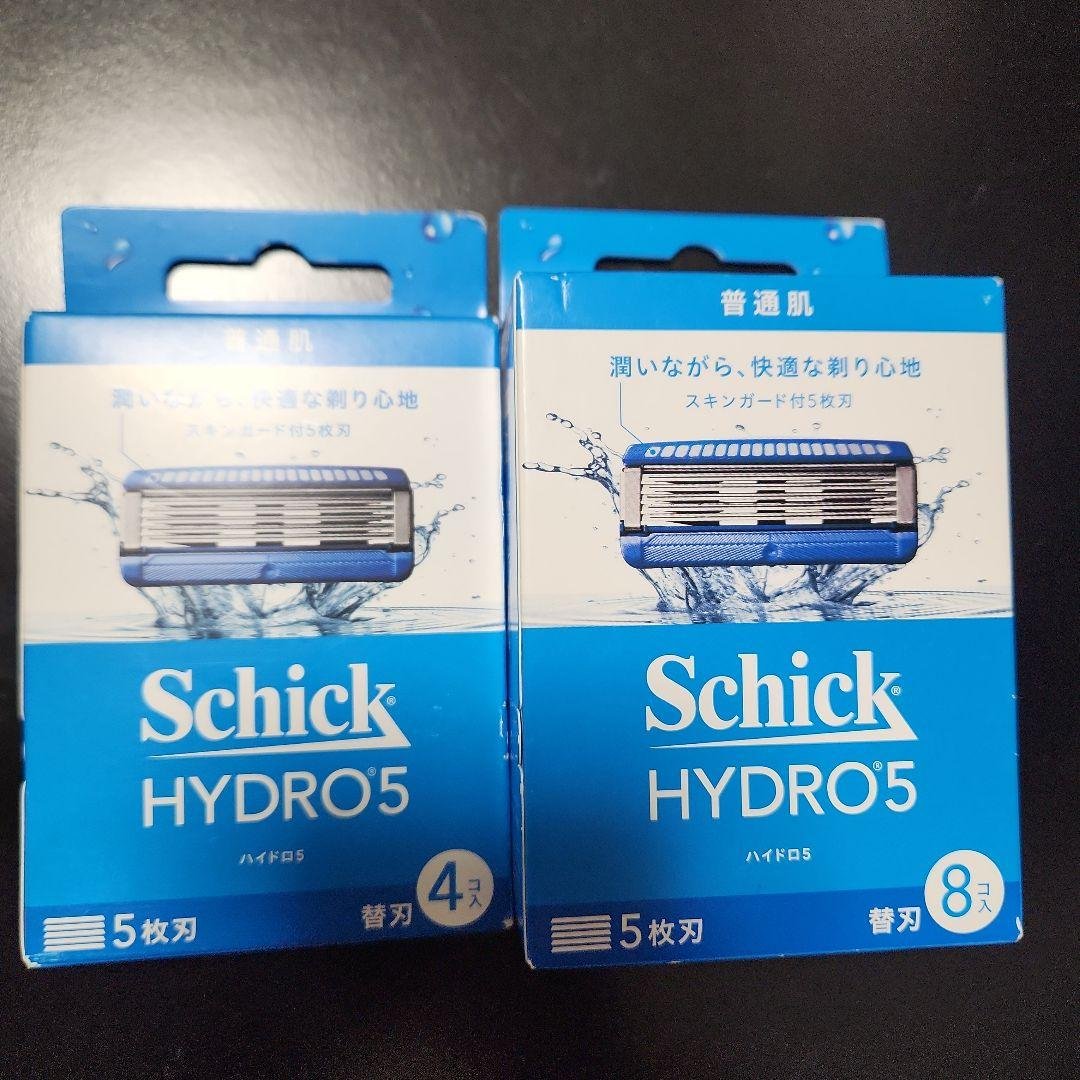 普通肌
潤いながら、快適な剃り心地
スキンガード付5枚刃
Schick®
HYDRO®5
ハイドロ5
5枚刃
替刃
4コ入
普通肌
潤いながら、快適な剃り心地
スキンガード付5枚刃
Schick®
HYDRO®5
ハイドロ5
5枚刃
替刃
8コ入